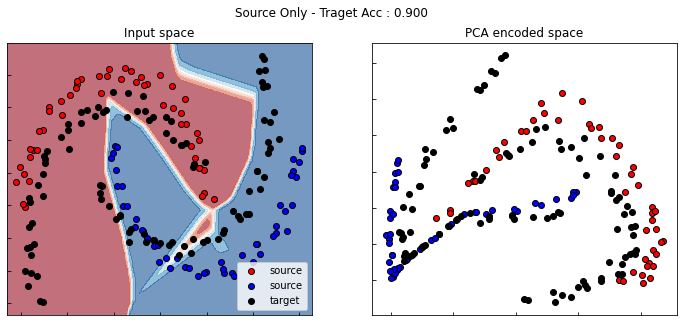 Source Only - Traget Acc : 0.900
Input space
PCA encoded space
source
source
target